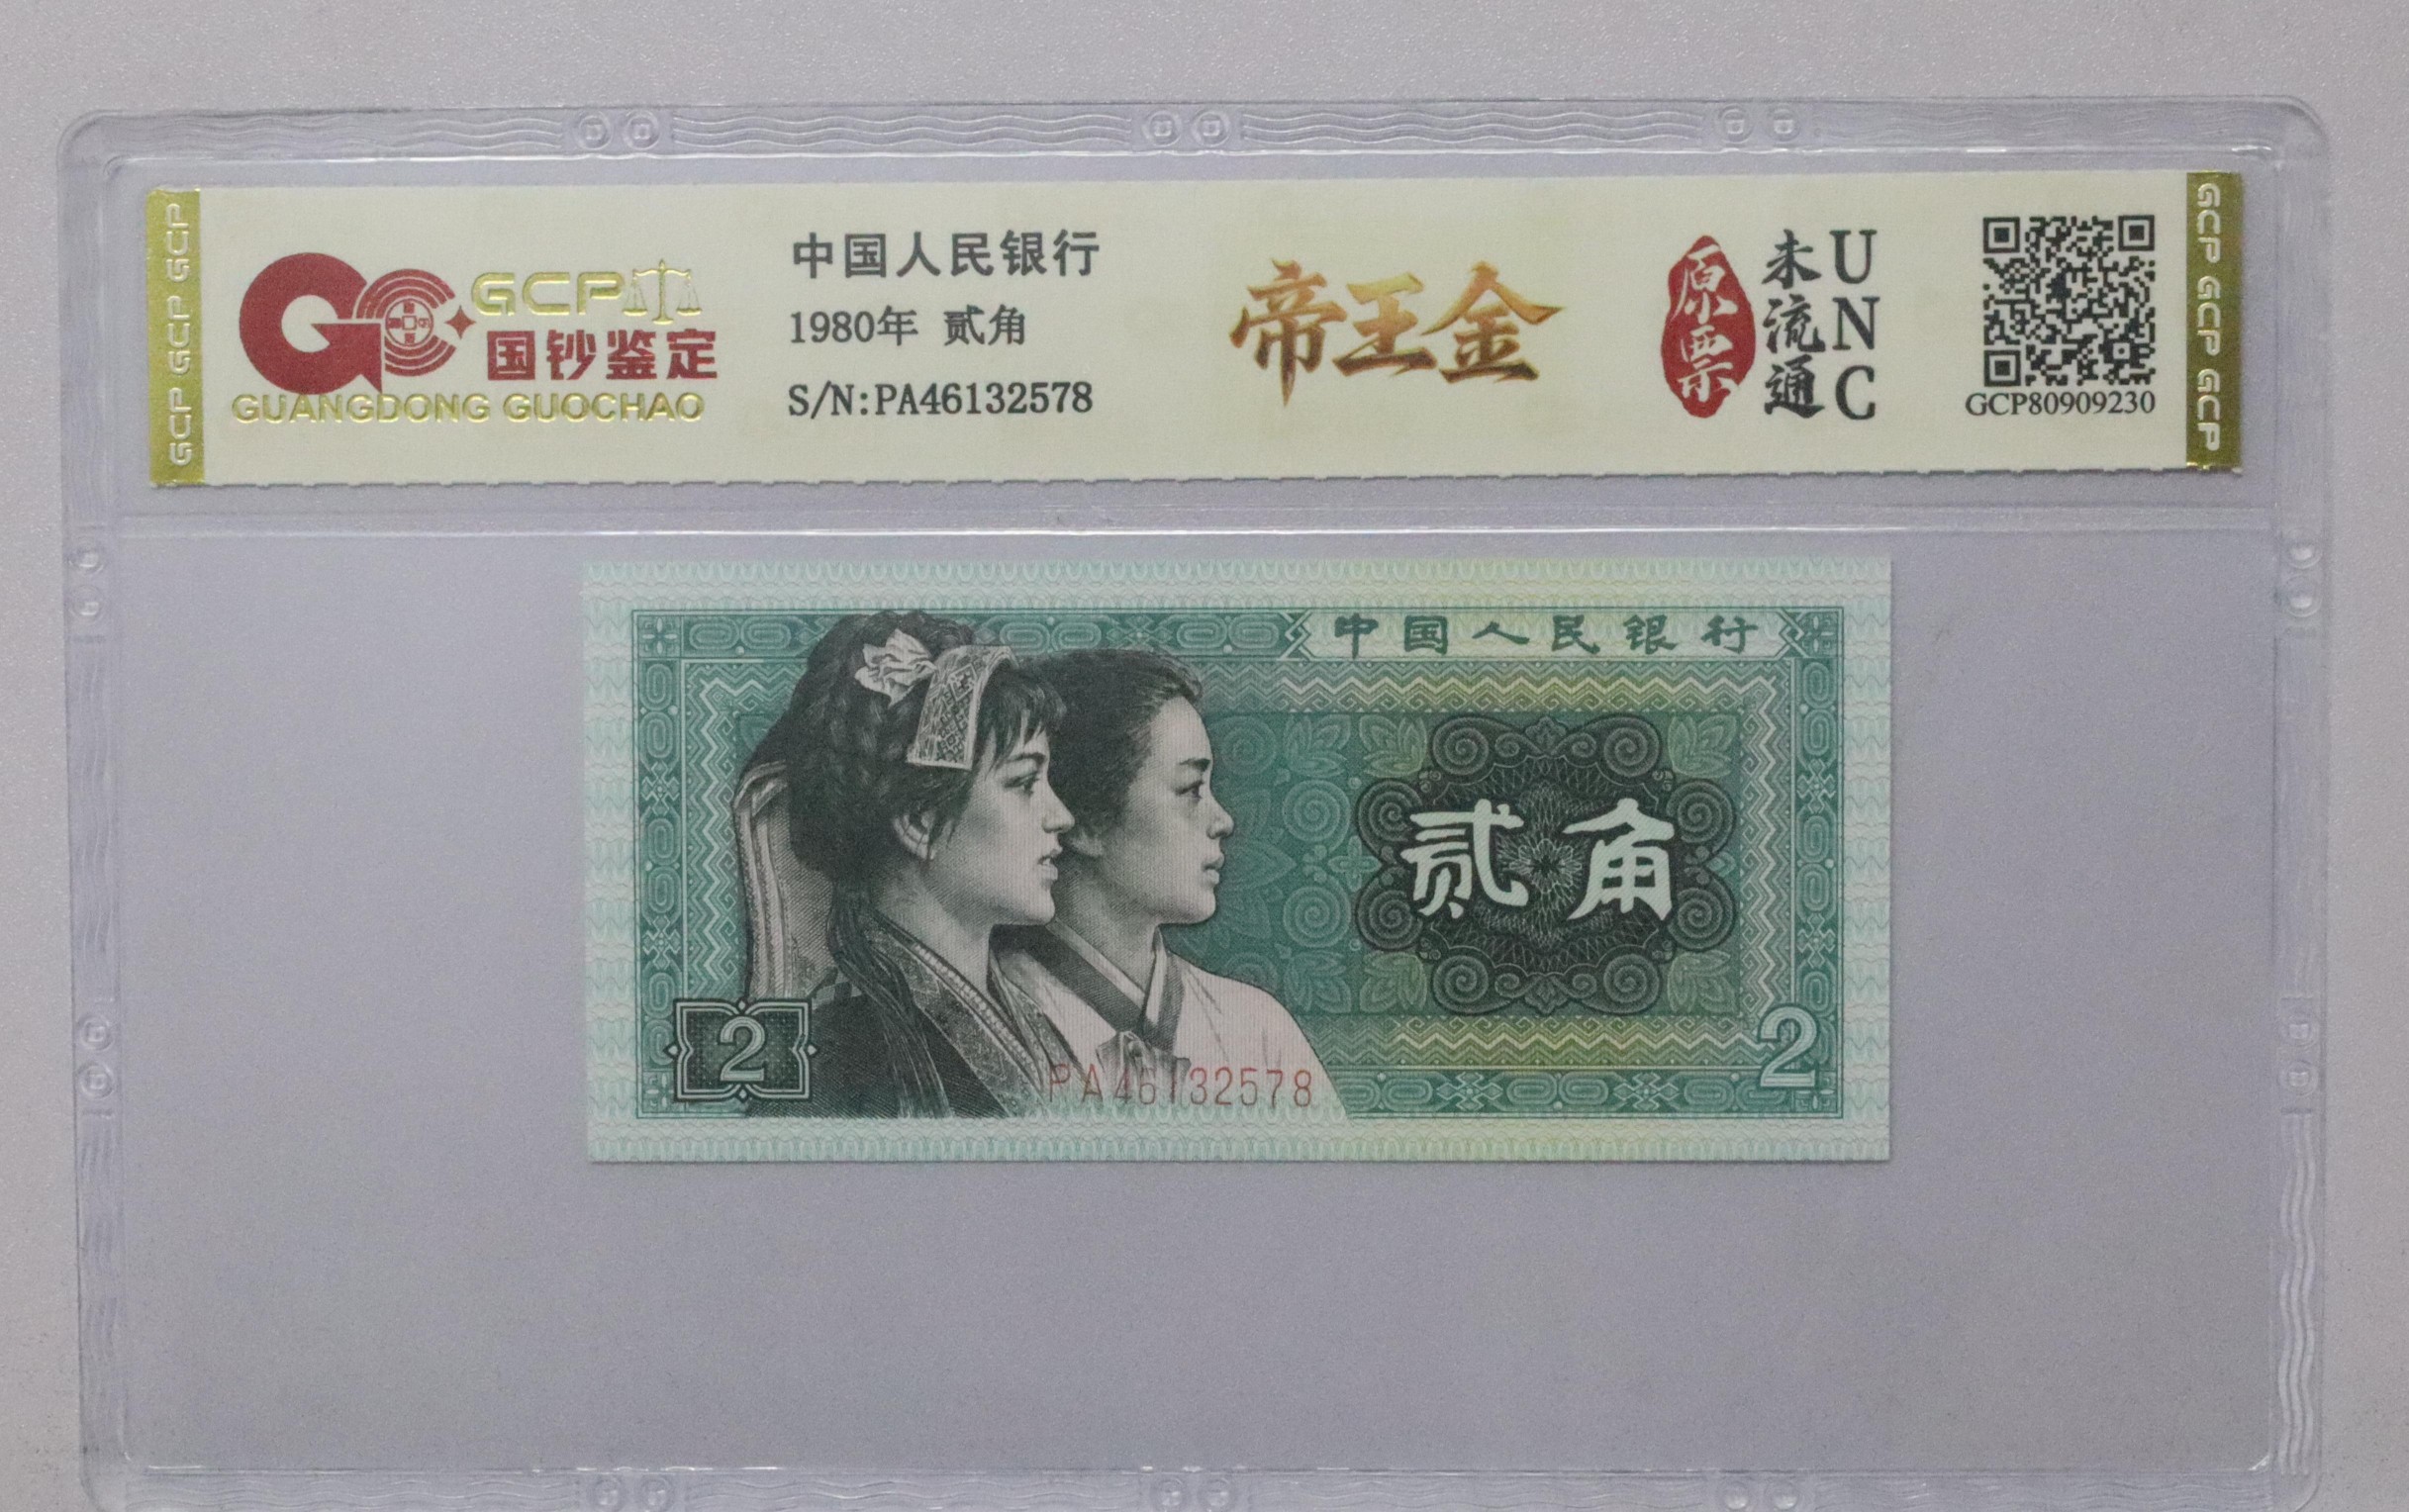 GCP GCP GCP
GCP
国钞鉴定
GUANGDONG GUOCHAO
中国人民银行
1980年 贰角
S/N:PA46132578
帝王金
原票
未流通
UNC
GCP80909230
GCP GCP GCP
中国人民银行
贰角
2
PA46132578
2